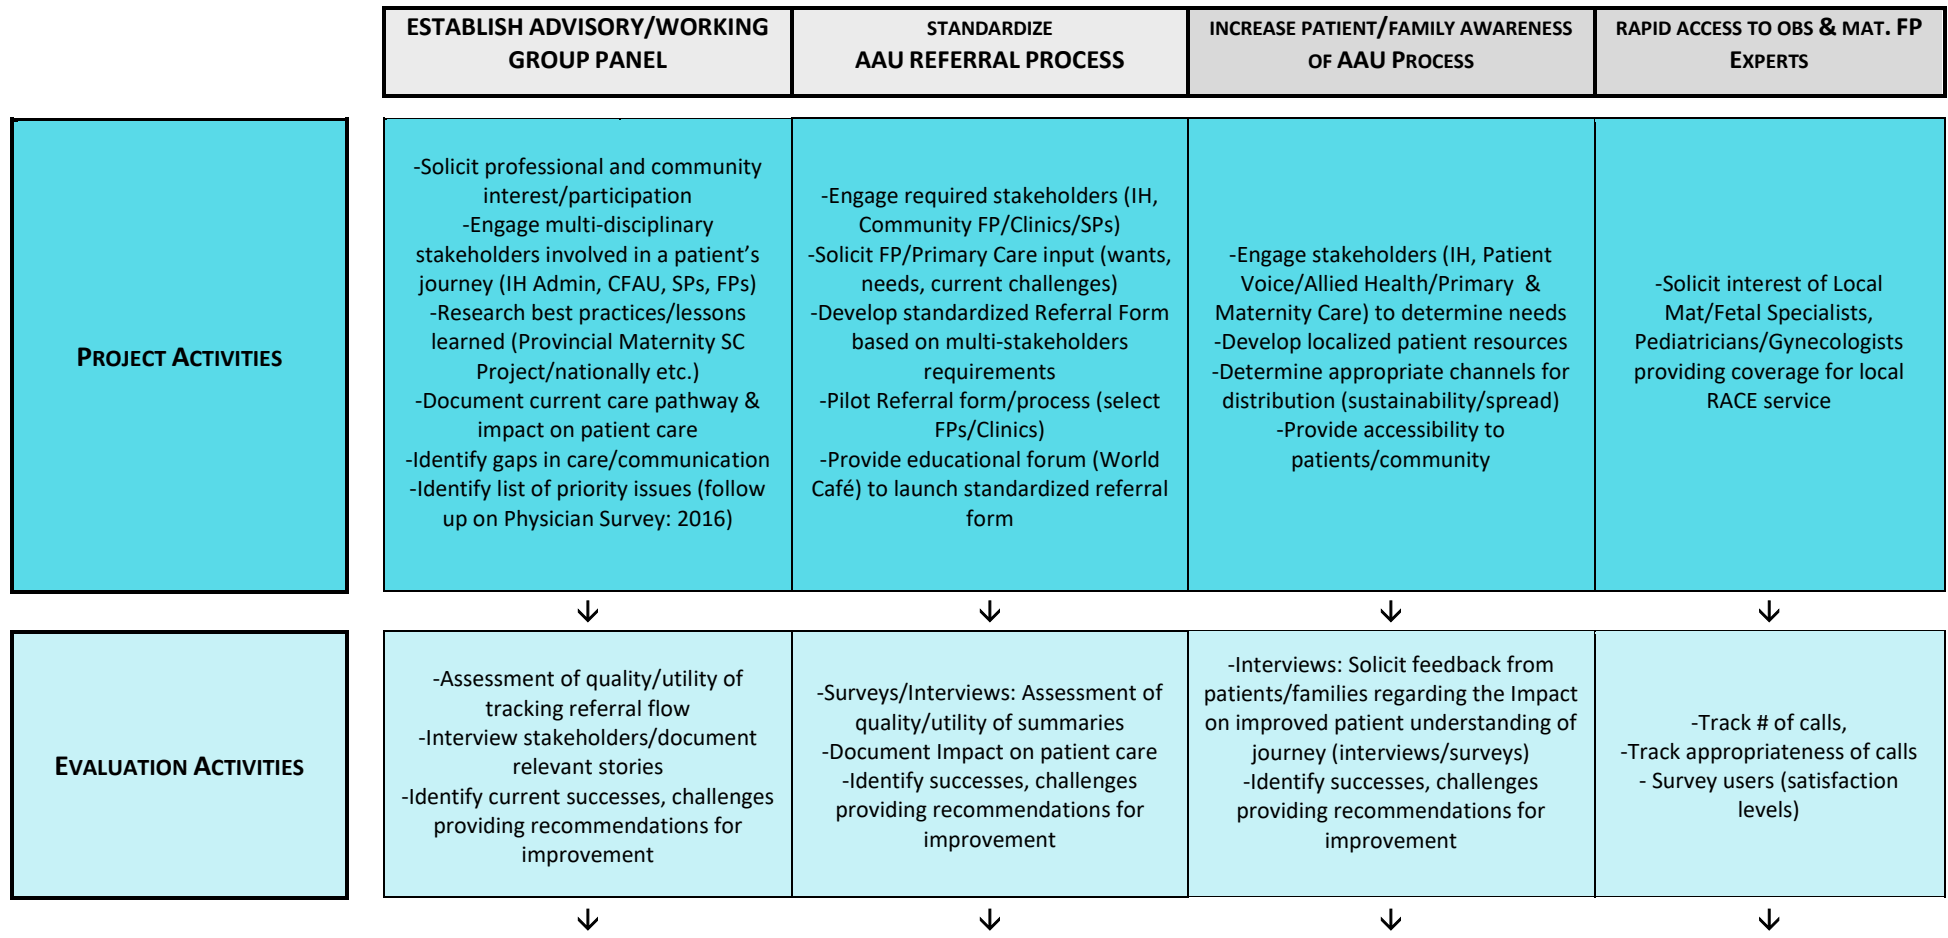 ESTABLISH ADVISORY/WORKING
GROUP PANEL
STANDARDIZE
AAU REFERRAL PROCESS
INCREASE PATIENT/FAMILY AWARENESS
OF AAU PROCESS
RAPID ACCESS TO OBS & MAT. FP
EXPERTS
PROJECT ACTIVITIES
-Solicit professional and community
interest/participation
-Engage multi-disciplinary
stakeholders involved in a patient’s
journey (IH Admin, CFAU, SPs, FPs)
-Research best practices/lessons
learned (Provincial Maternity SC
Project/nationally etc.)
-Document current care pathway &
impact on patient care
-Identify gaps in care/communication
-Identify list of priority issues (follow
up on Physician Survey: 2016)
-Engage required stakeholders (IH,
Community FP/Clinics/SPs)
-Solicit FP/Primary Care input (wants,
needs, current challenges)
-Develop standardized Referral Form
based on multi-stakeholders
requirements
-Pilot Referral form/process (select
FPs/Clinics)
-Provide educational forum (World
Café) to launch standardized referral
form
-Engage stakeholders (IH, Patient
Voice/Allied Health/Primary &
Maternity Care) to determine needs
-Develop localized patient resources
-Determine appropriate channels for
distribution (sustainability/spread)
-Provide accessibility to
patients/community
-Solicit interest of Local
Mat/Fetal Specialists,
Pediatricians/Gynecologists
providing coverage for local
RACE service
EVALUATION ACTIVITIES
-Assessment of quality/utility of
tracking referral flow
-Interview stakeholders/document
relevant stories
-Identify current successes, challenges
providing recommendations for
improvement
-Surveys/Interviews: Assessment of
quality/utility of summaries
-Document Impact on patient care
-Identify successes, challenges
providing recommendations for
improvement
-Interviews: Solicit feedback from
patients/families regarding the Impact
on improved patient understanding of
journey (interviews/surveys)
-Identify successes, challenges
providing recommendations for
improvement
-Track # of calls,
-Track appropriateness of calls
- Survey users (satisfaction
levels)